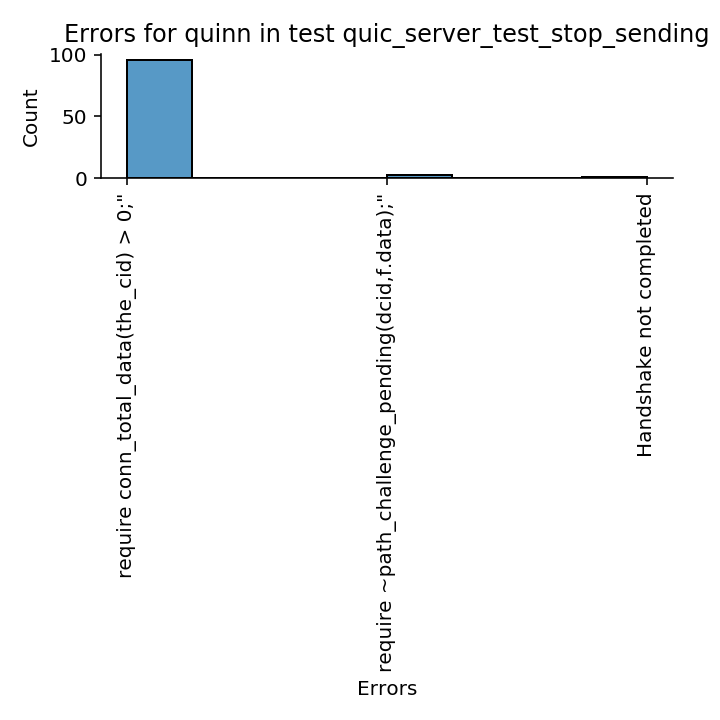 Errors for quinn in test quic_server_test_stop_sending
100
50
0
Count
require conn_total_data(the_cid) > 0;"
require ~path_challenge_pending(dcid,f.data);"
Handshake not completed
Errors